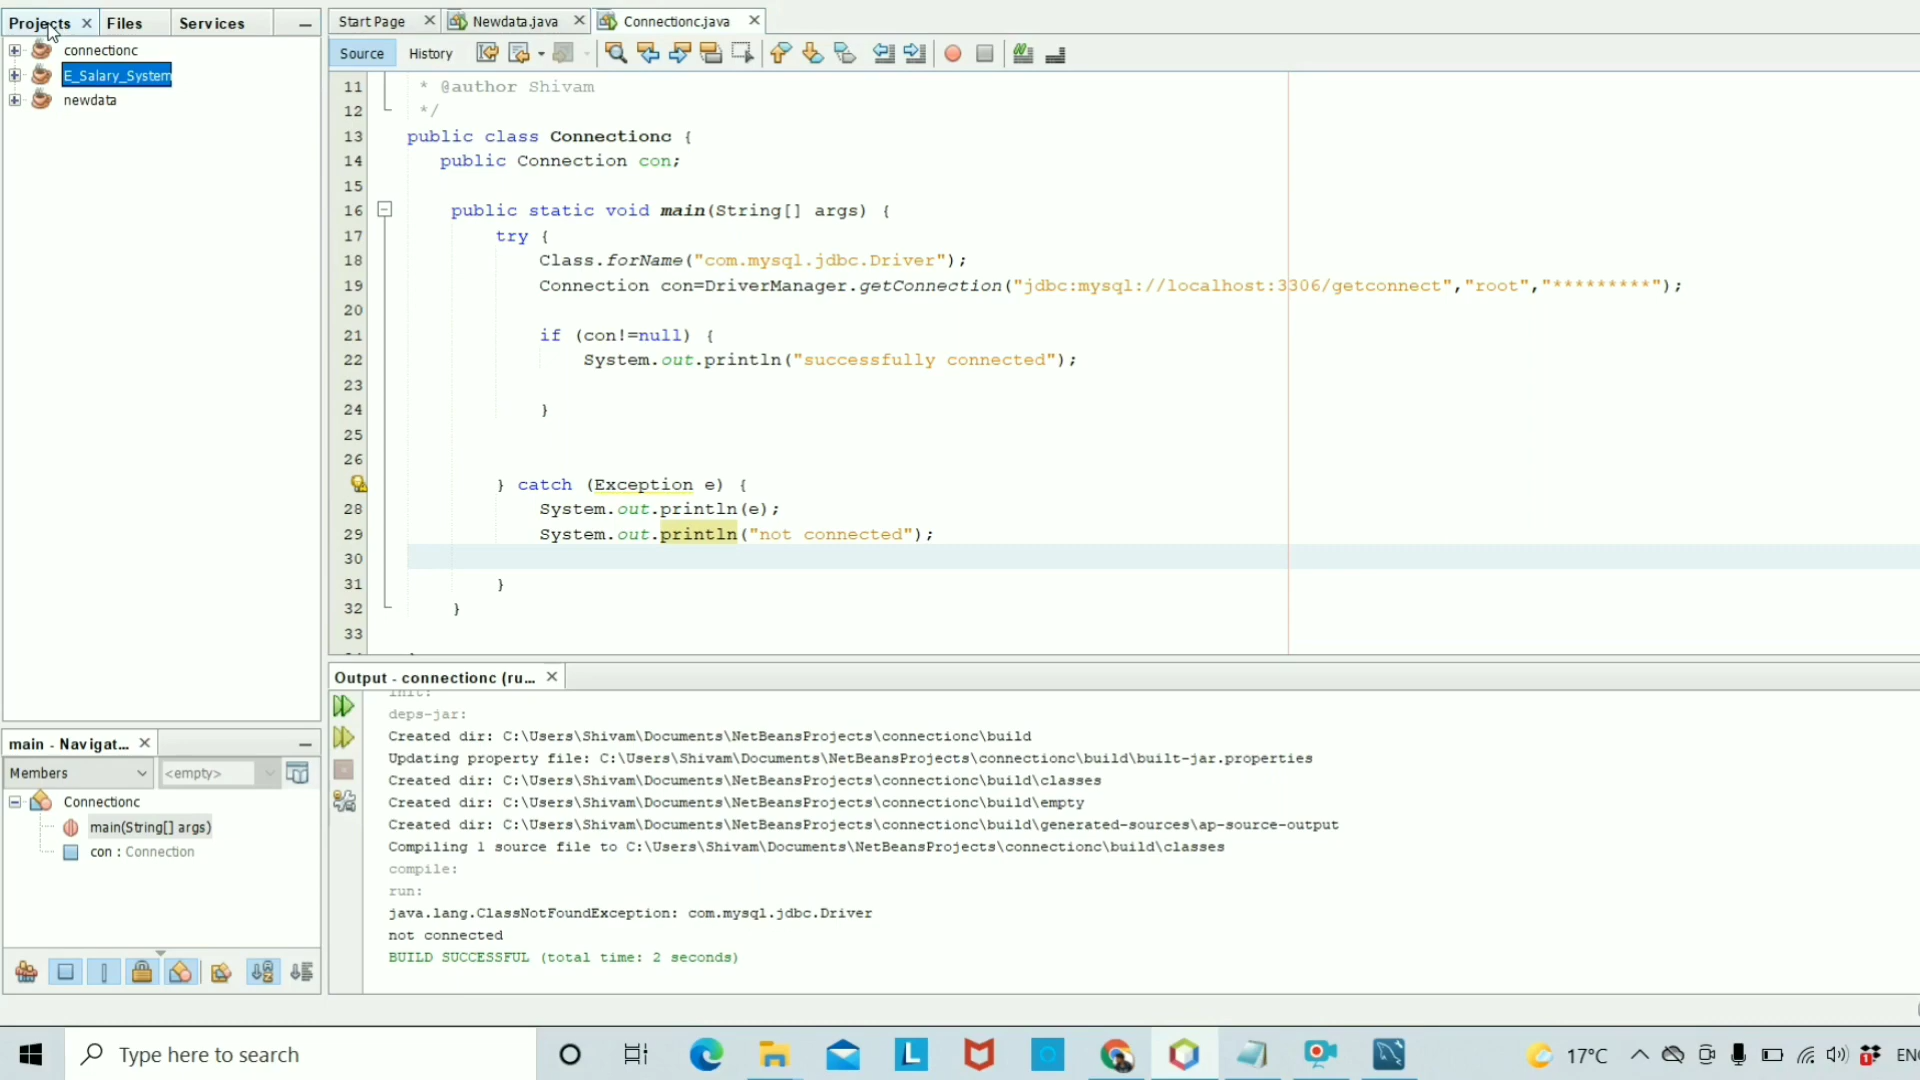 Projects Files Services
Start Page Newdata.java Connectionc.java
connectionc
E_Salary_System
newdata
Source History
11 * @author Shivam
12 */
13 public class Connectionc {
14 public Connection con;
15
16 public static void main(String[] args) {
17 try {
18 Class.forName("com.mysql.jdbc.Driver");
19 Connection con=DriverManager.getConnection("jdbc:mysql://localhost:3306/getconnect","root","*********");
20
21 if (con!=null) {
22 System.out.println("successfully connected");
23
24 }
25
26
} catch (Exception e) {
28 System.out.println(e);
29 System.out.println("not connected");
30
31 }
32 }
33
Output - connectionc (ru...
init:
deps-jar:
Created dir: C:\Users\Shivam\Documents\NetBeansProjects\connectionc\build
Updating property file: C:\Users\Shivam\Documents\NetBeansProjects\connectionc\build\built-jar.properties
Created dir: C:\Users\Shivam\Documents\NetBeansProjects\connectionc\build\classes
Created dir: C:\Users\Shivam\Documents\NetBeansProjects\connectionc\build\empty
Created dir: C:\Users\Shivam\Documents\NetBeansProjects\connectionc\build\generated-sources\ap-source-output
Compiling 1 source file to C:\Users\Shivam\Documents\NetBeansProjects\connectionc\build\classes
compile:
run:
java.lang.ClassNotFoundException: com.mysql.jdbc.Driver
not connected
BUILD SUCCESSFUL (total time: 2 seconds)
main - Navigat...
Members <empty>
Connectionc
main(String[] args)
con : Connection
Type here to search
L
17°C
1